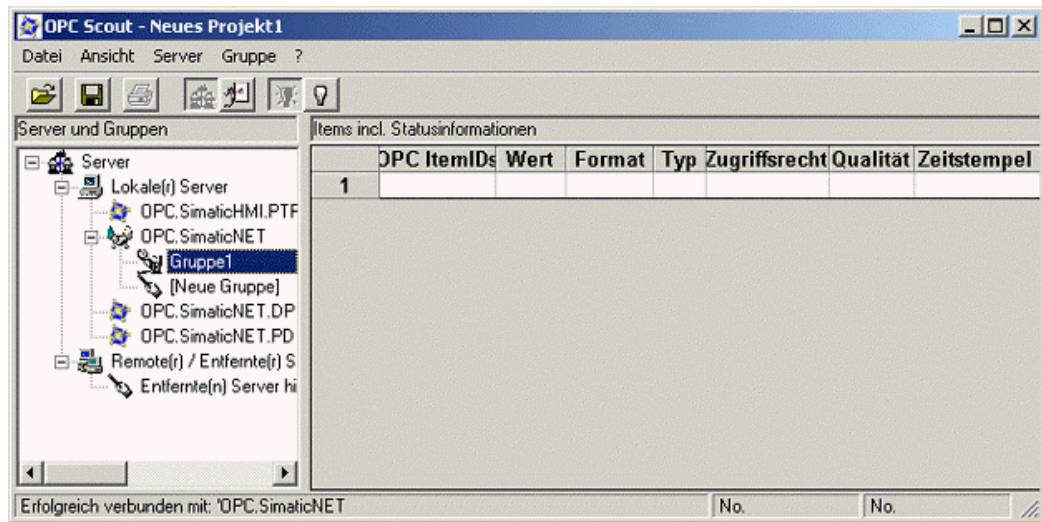 OPC Scout - Neues Projekt1
Datei Ansicht Server Gruppe ?
Server und Gruppen
Items incl. Statusinformationen
Server
Lokale(r) Server
OPC.SimaticHMI.PTF
OPC.SimaticNET
Gruppe1
[Neue Gruppe]
OPC.SimaticNET.DP
OPC.SimaticNET.PD
Remote(r) / Entfernte(r) S
Entfernte(n) Server hi
OPC ItemIDs Wert Format Typ Zugriffsrecht Qualität Zeitstempel
1
Erfolgreich verbunden mit: 'OPC.SimaticNET No. No.